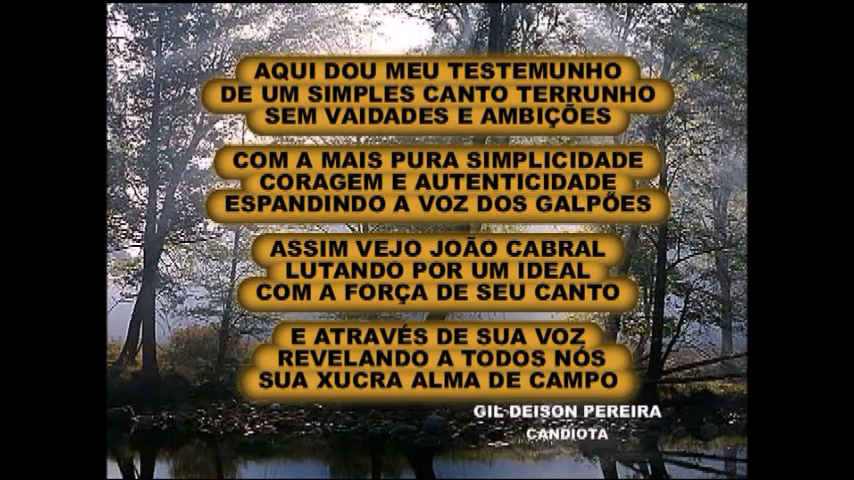 AQUI DOU MEU TESTEMUNHO
DE UM SIMPLES CANTO TERRUNHO
SEM VAIDADES E AMBIÇÕES
COM A MAIS PURA SIMPLICIDADE
CORAGEM E AUTENTICIDADE
ESPANDINDO A VOZ DOS GALPÕES
ASSIM VEJO JOÃO CABRAL
LUTANDO POR UM IDEAL
COM A FORÇA DE SEU CANTO
E ATRAVÉS DE SUA VOZ
REVELANDO A TODOS NÓS
SUA XUCRA ALMA DE CAMPO
GIL DEISON PEREIRA
CANDIOTA